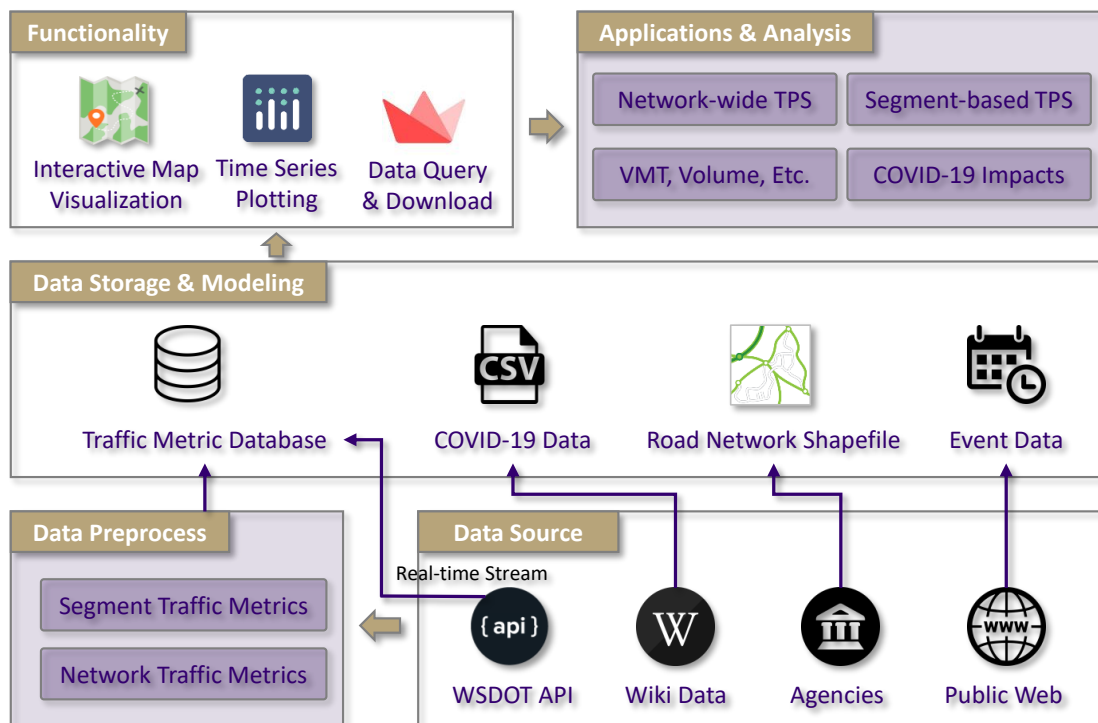 Functionality
Interactive Map
Visualization
Time Series
Plotting
Data Query
& Download
Applications & Analysis
Network-wide TPS
Segment-based TPS
VMT, Volume, Etc.
COVID-19 Impacts
Data Storage & Modeling
CSV
Traffic Metric Database
COVID-19 Data
Road Network Shapefile
Event Data
Data Preprocess
Segment Traffic Metrics
Network Traffic Metrics
Data Source
Real-time Stream
{api}
W
WWW
WSDOT API
Wiki Data
Agencies
Public Web